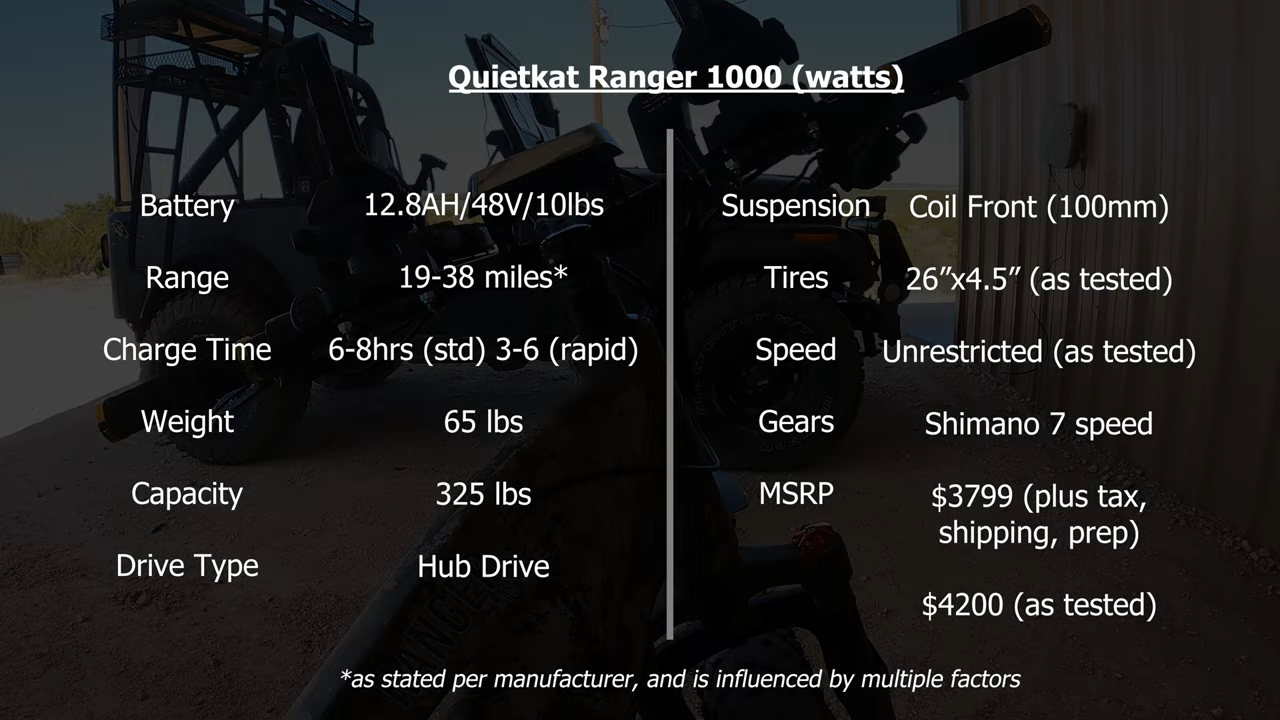 Quietkat Ranger 1000 (watts)
Battery 12.8AH/48V/10lbs
Range 19-38 miles*
Charge Time 6-8hrs (std) 3-6 (rapid)
Weight 65 lbs
Capacity 325 lbs
Drive Type Hub Drive
Suspension Coil Front (100mm)
Tires 26”x4.5” (as tested)
Speed Unrestricted (as tested)
Gears Shimano 7 speed
MSRP $3799 (plus tax,
shipping, prep)
$4200 (as tested)
*as stated per manufacturer, and is influenced by multiple factors